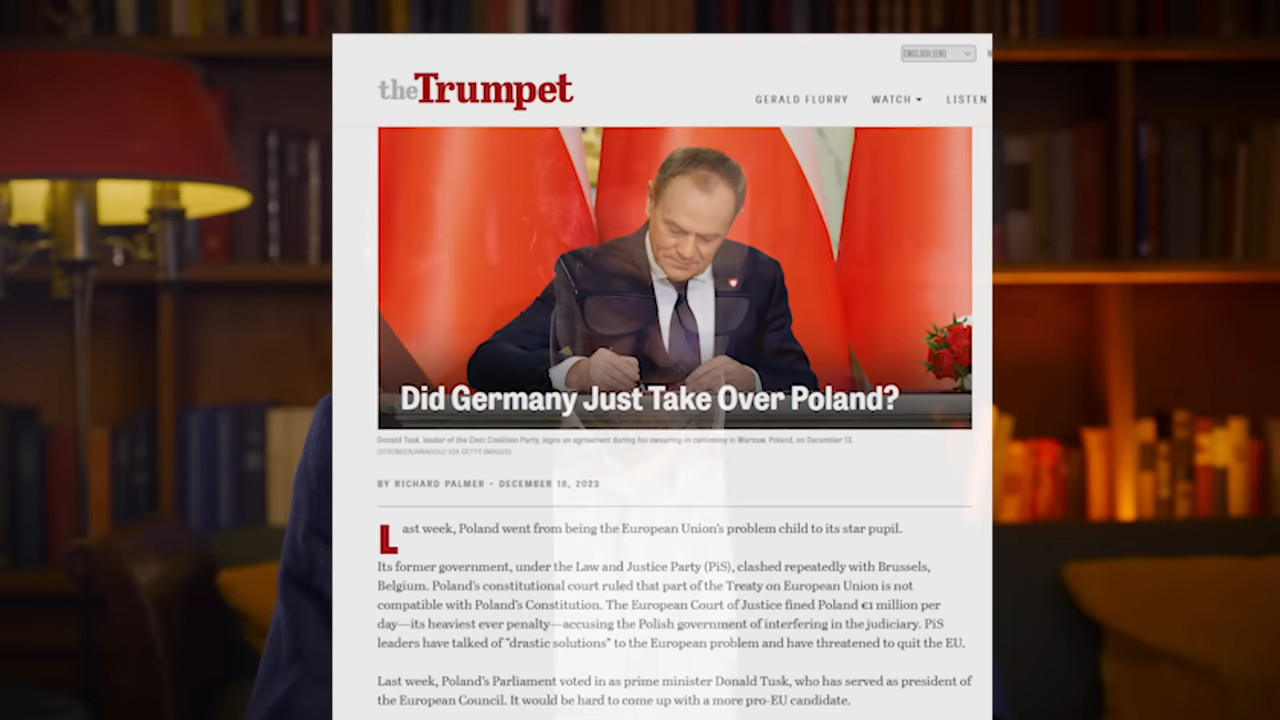 ENGLISH (EN)
theTrumpet
GERALD FLURRY WATCH LISTEN
Did Germany Just Take Over Poland?
Donald Tusk, leader of the Civic Coalition Party, signs an agreement during his swearing-in ceremony in Warsaw, Poland, on December 13.
(STRINGER/ANADOLU VIA GETTY IMAGES)
BY RICHARD PALMER • DECEMBER 18, 2023
Last week, Poland went from being the European Union's problem child to its star pupil.
Its former government, under the Law and Justice Party (PiS), clashed repeatedly with Brussels,
Belgium. Poland's constitutional court ruled that part of the Treaty on European Union is not
compatible with Poland's Constitution. The European Court of Justice fined Poland €1 million per
day—its heaviest ever penalty—accusing the Polish government of interfering in the judiciary. PiS
leaders have talked of "drastic solutions" to the European problem and have threatened to quit the EU.
Last week, Poland's Parliament voted in as prime minister Donald Tusk, who has served as president of
the European Council. It would be hard to come up with a more pro-EU candidate.